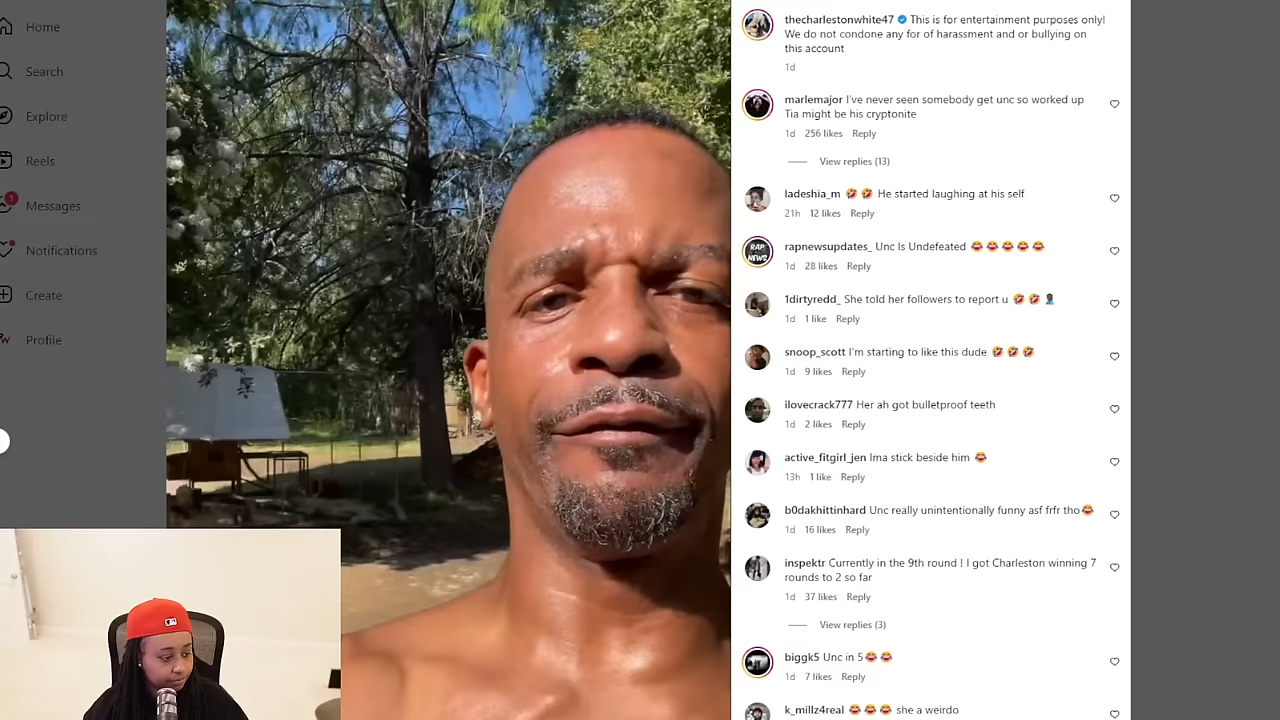 Home
Search
Explore
Reels
1
Messages
Notifications
Create
Profile
thecharlestonwhite47 This is for entertainment purposes only!
We do not condone any for of harassment and or bullying on
this account
1d
marlemajor I've never seen somebody get unc so worked up
Tia might be his cryptonite
1d 256 likes Reply
View replies (13)
ladeshia_m 🤣 🤣 He started laughing at his self
21h 12 likes Reply
RAP NEWS
rapnewsupdates_ Unc Is Undefeated 😂 😂 😂 😂 😂
1d 28 likes Reply
1dirtyredd_ She told her followers to report u 🤣 🤣 🤦🏾‍♂️
1d 1 like Reply
snoop_scott I'm starting to like this dude 🤣 🤣 🤣
1d 9 likes Reply
ilovecrack777 Her ah got bulletproof teeth
1d 2 likes Reply
active_fitgirl_jen Ima stick beside him 😂
13h 1 like Reply
b0dakhittinhard Unc really unintentionally funny asf frfr tho😂
1d 16 likes Reply
inspektr Currently in the 9th round ! I got Charleston winning 7
rounds to 2 so far
1d 37 likes Reply
View replies (3)
biggk5 Unc in 5😂 😂
1d 7 likes Reply
k_millz4real 😂 😂 😂 she a weirdo